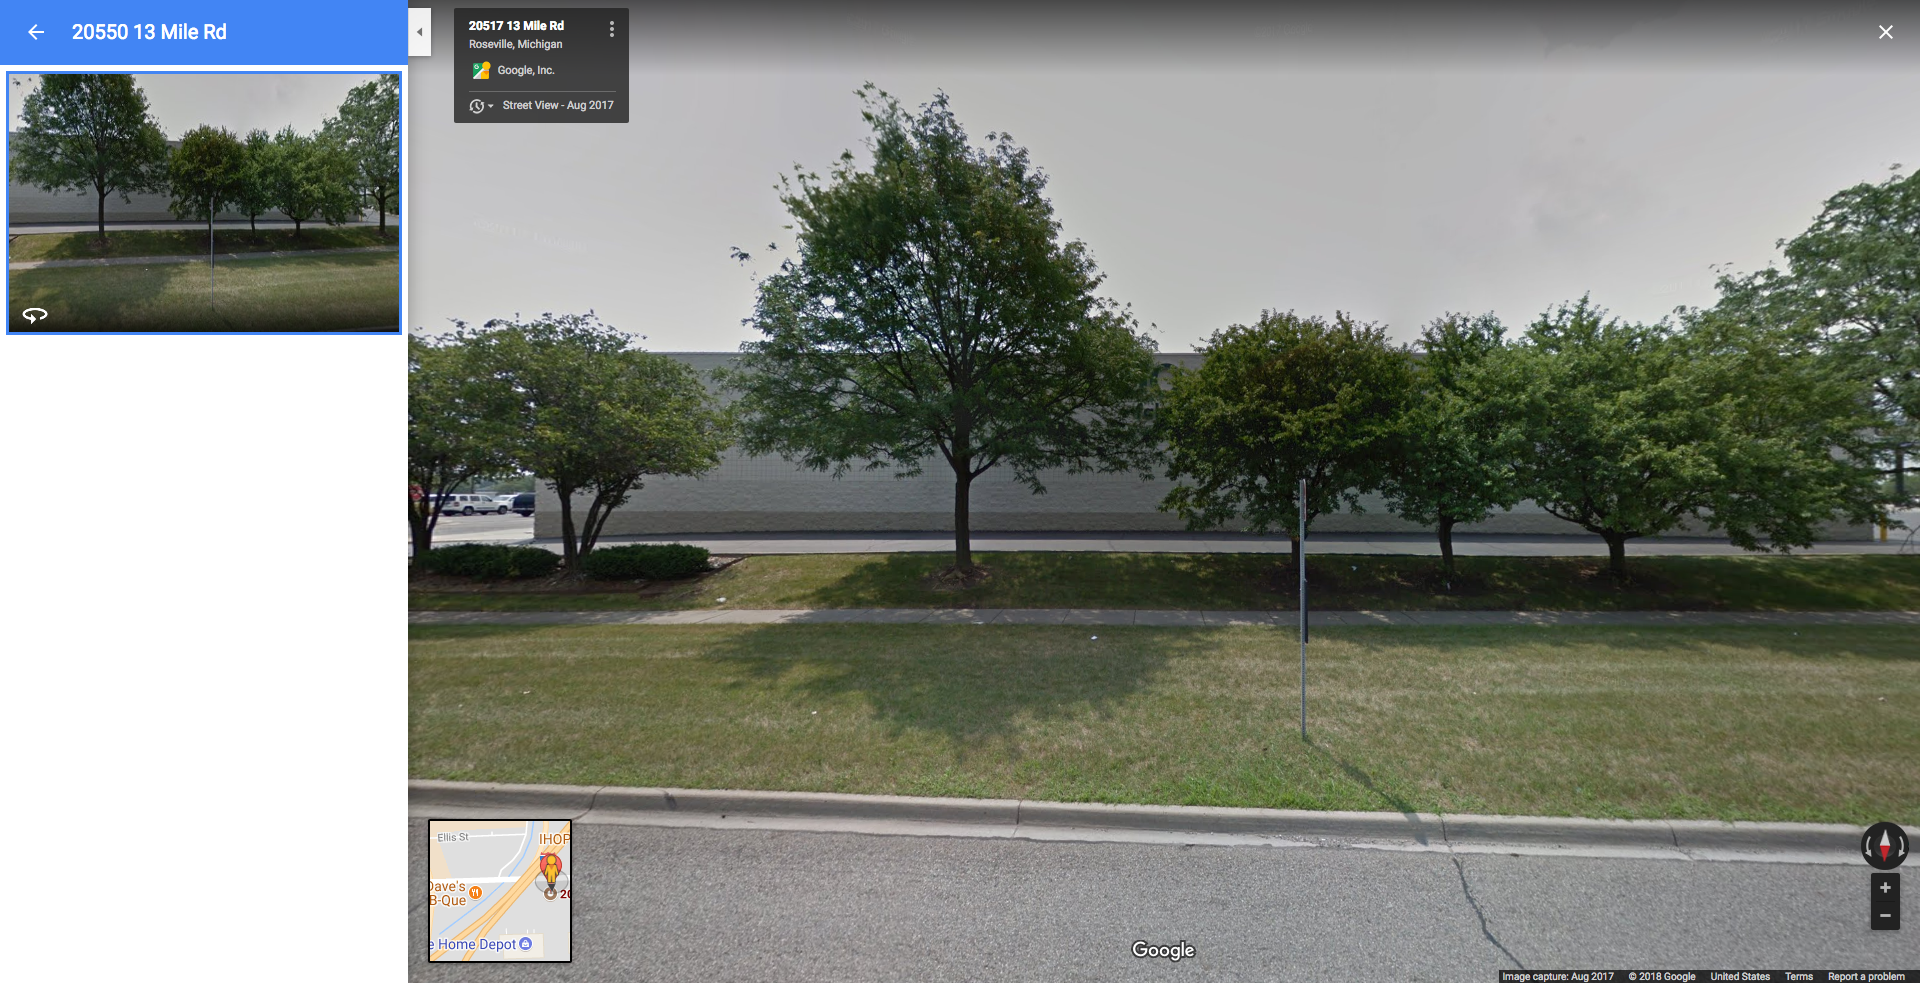 20550 13 Mile Rd
20517 13 Mile Rd
Roseville, Michigan
Google, Inc.
Street View - Aug 2017
Ellis St
IHOP
Dave's
B-Que
20
e Home Depot
Google
Image capture: Aug 2017 © 2018 Google United States Terms Report a problem